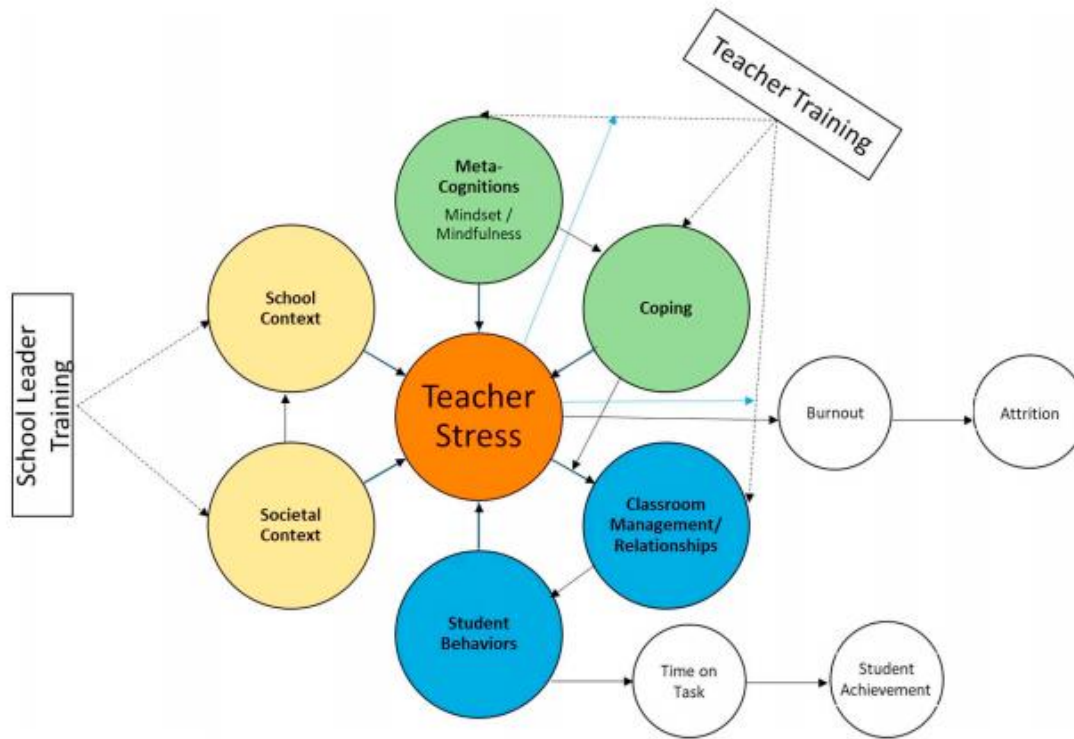 Teacher Training
Meta-
Cognitions
Mindset /
Mindfulness
School
Context
Coping
School Leader
Training
Teacher
Stress
Burnout
Attrition
Societal
Context
Classroom
Management/
Relationships
Student
Behaviors
Time on
Task
Student
Achievement